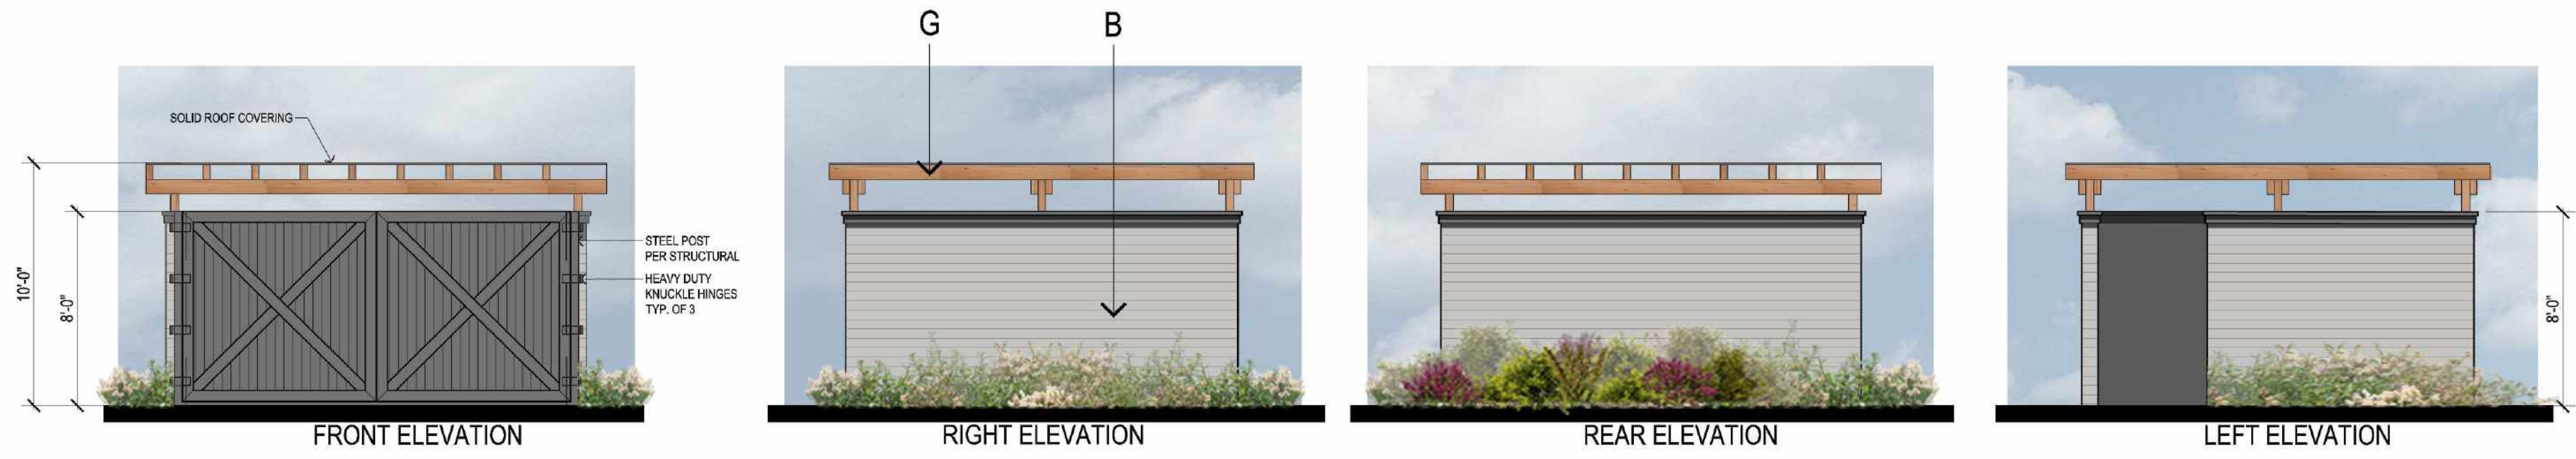 G
B
SOLID ROOF COVERING
STEEL POST
PER STRUCTURAL
HEAVY DUTY
KNUCKLE HINGES
TYP. OF 3
10'-0"
8'-0"
8'-0"
FRONT ELEVATION
RIGHT ELEVATION
REAR ELEVATION
LEFT ELEVATION